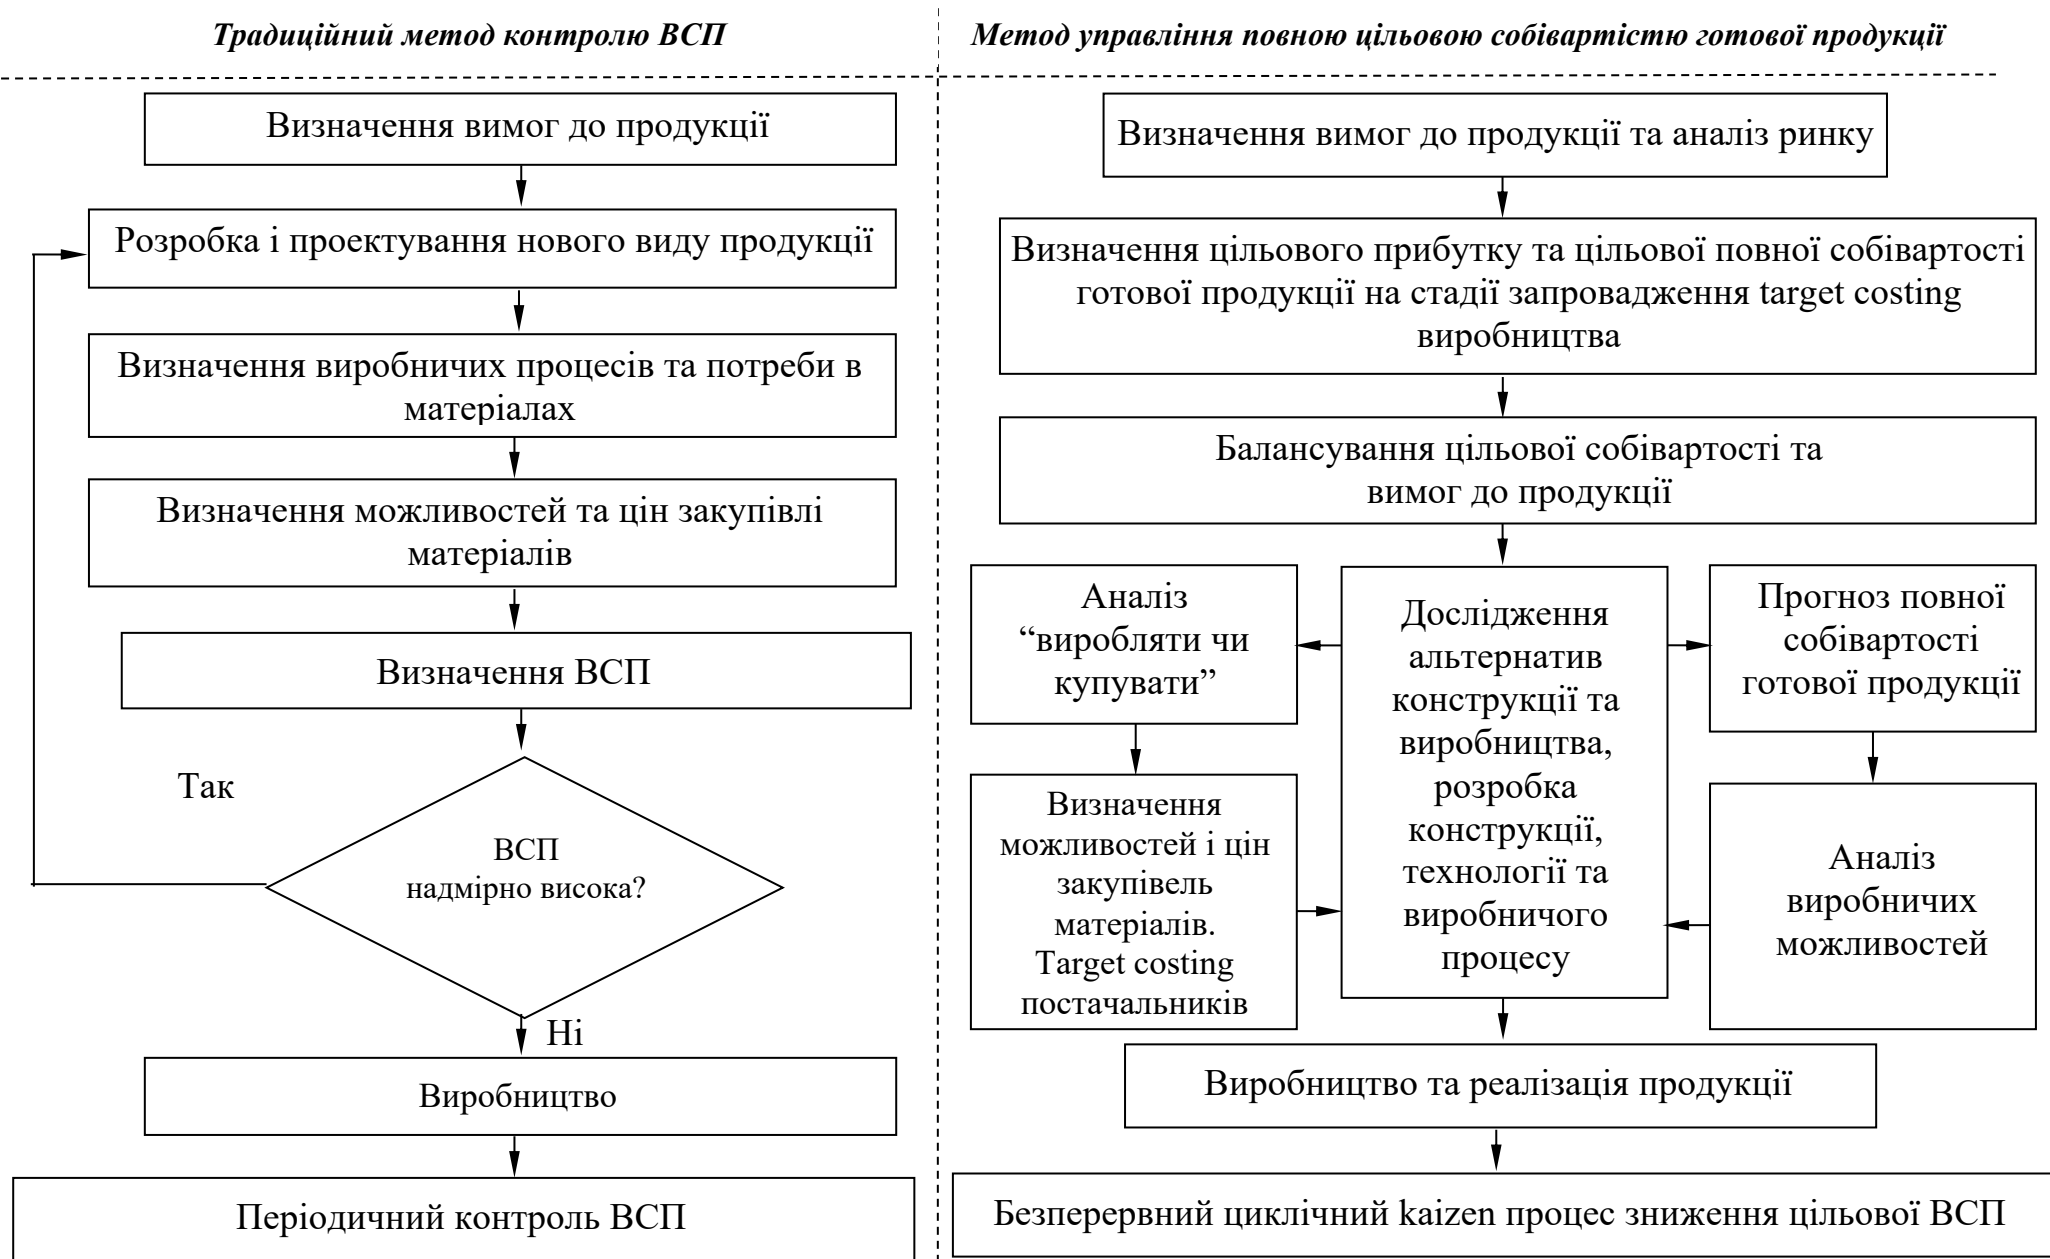 Традиційний метод контролю ВСП
Визначення вимог до продукції
Розробка і проектування нового виду продукції
Визначення виробничих процесів та потреби в
матеріалах
Визначення можливостей та цін закупівлі
матеріалів
Визначення ВСП
Так
ВСП
надмірно висока?
Ні
Виробництво
Періодичний контроль ВСП
Метод управління повною цільовою собівартістю готової продукції
Визначення вимог до продукції та аналіз ринку
Визначення цільового прибутку та цільової повної собівартості
готової продукції на стадії запровадження target costing
виробництва
Балансування цільової собівартості та
вимог до продукції
Аналіз
“виробляти чи
купувати”
Визначення
можливостей і цін
закупівель
матеріалів.
Target costing
постачальників
Дослідження
альтернатив
конструкції та
виробництва,
розробка
конструкції,
технології та
виробничого
процесу
Прогноз повної
собівартості
готової продукції
Аналіз
виробничих
можливостей
Виробництво та реалізація продукції
Безперервний циклічний kaizen процес зниження цільової ВСП